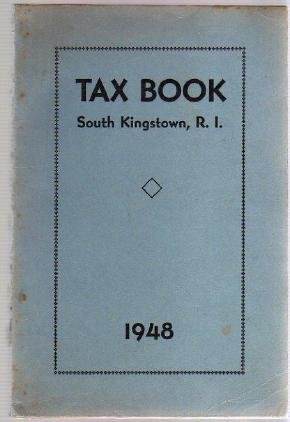 TAX BOOK
South Kingstown, R. I.
1948